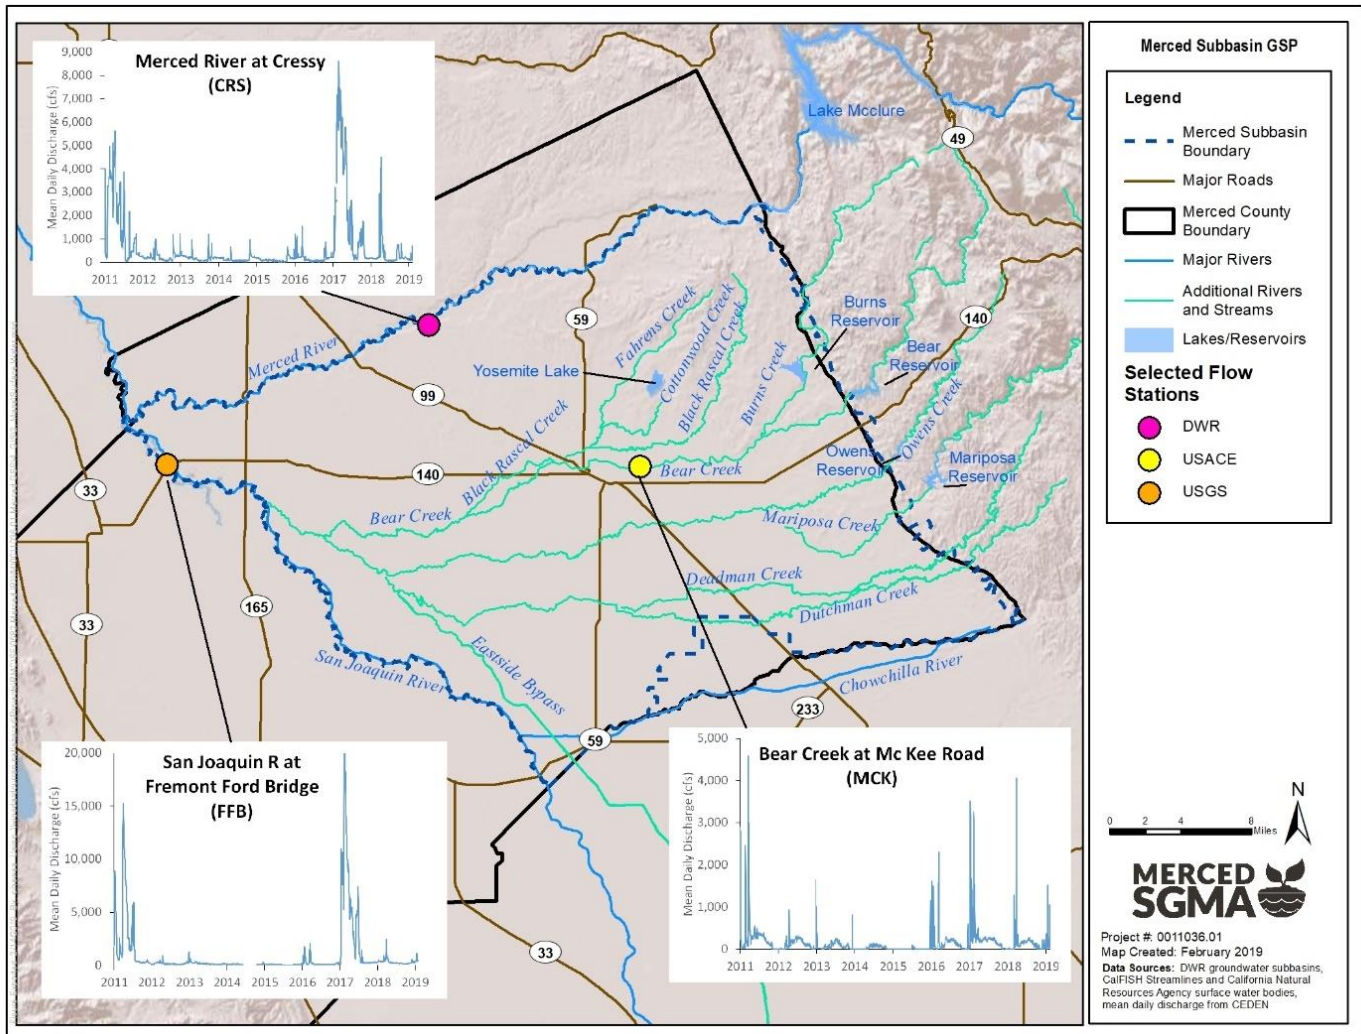 Merced River at Cressy
(CRS)
Mean Daily Discharge (cfs)
9,000
8,000
7,000
6,000
5,000
4,000
3,000
2,000
1,000
0
2011 2012 2013 2014 2015 2016 2017 2018 2019
Lake Mcclure
49
Merced River
59
Fahrens Creek
Cottonwood Creek
Black Rascal Creek
Burns Creek
Burns
Reservoir
140
Bear
Reservoir
Yosemite Lake
99
Black Rascal Creek
Owens Creek
Owens
Reservoir
Mariposa
Reservoir
Bear Creek
33
140
Bear Creek
Mariposa Creek
Deadman Creek
Dutchman Creek
165
33
San Joaquin River
Eastside Bypass
Chowchilla River
233
59
33
San Joaquin R at
Fremont Ford Bridge
(FFB)
Mean Daily Discharge (cfs)
20,000
15,000
10,000
5,000
0
2011 2012 2013 2014 2015 2016 2017 2018 2019
Bear Creek at Mc Kee Road
(MCK)
Mean Daily Discharge (cfs)
5,000
4,000
3,000
2,000
1,000
0
2011 2012 2013 2014 2015 2016 2017 2018 2019
Merced Subbasin GSP
Legend
Merced Subbasin
Boundary
Major Roads
Merced County
Boundary
Major Rivers
Additional Rivers
and Streams
Lakes/Reservoirs
Selected Flow
Stations
DWR
USACE
USGS
N
0 2 4 8
Miles
MERCED
SGMA
Project #: 0011036.01
Map Created: February 2019
Data Sources: DWR groundwater subbasins,
CalFISH Streamlines and California Natural
Resources Agency surface water bodies,
mean daily discharge from CEDEN